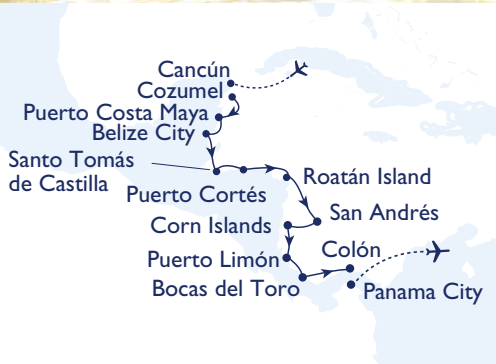 Cancún
Cozumel
Puerto Costa Maya
Belize City
Santo Tomás
de Castilla
Puerto Cortés
Roatán Island
San Andrés
Corn Islands
Puerto Limón
Colón
Bocas del Toro
Panama City